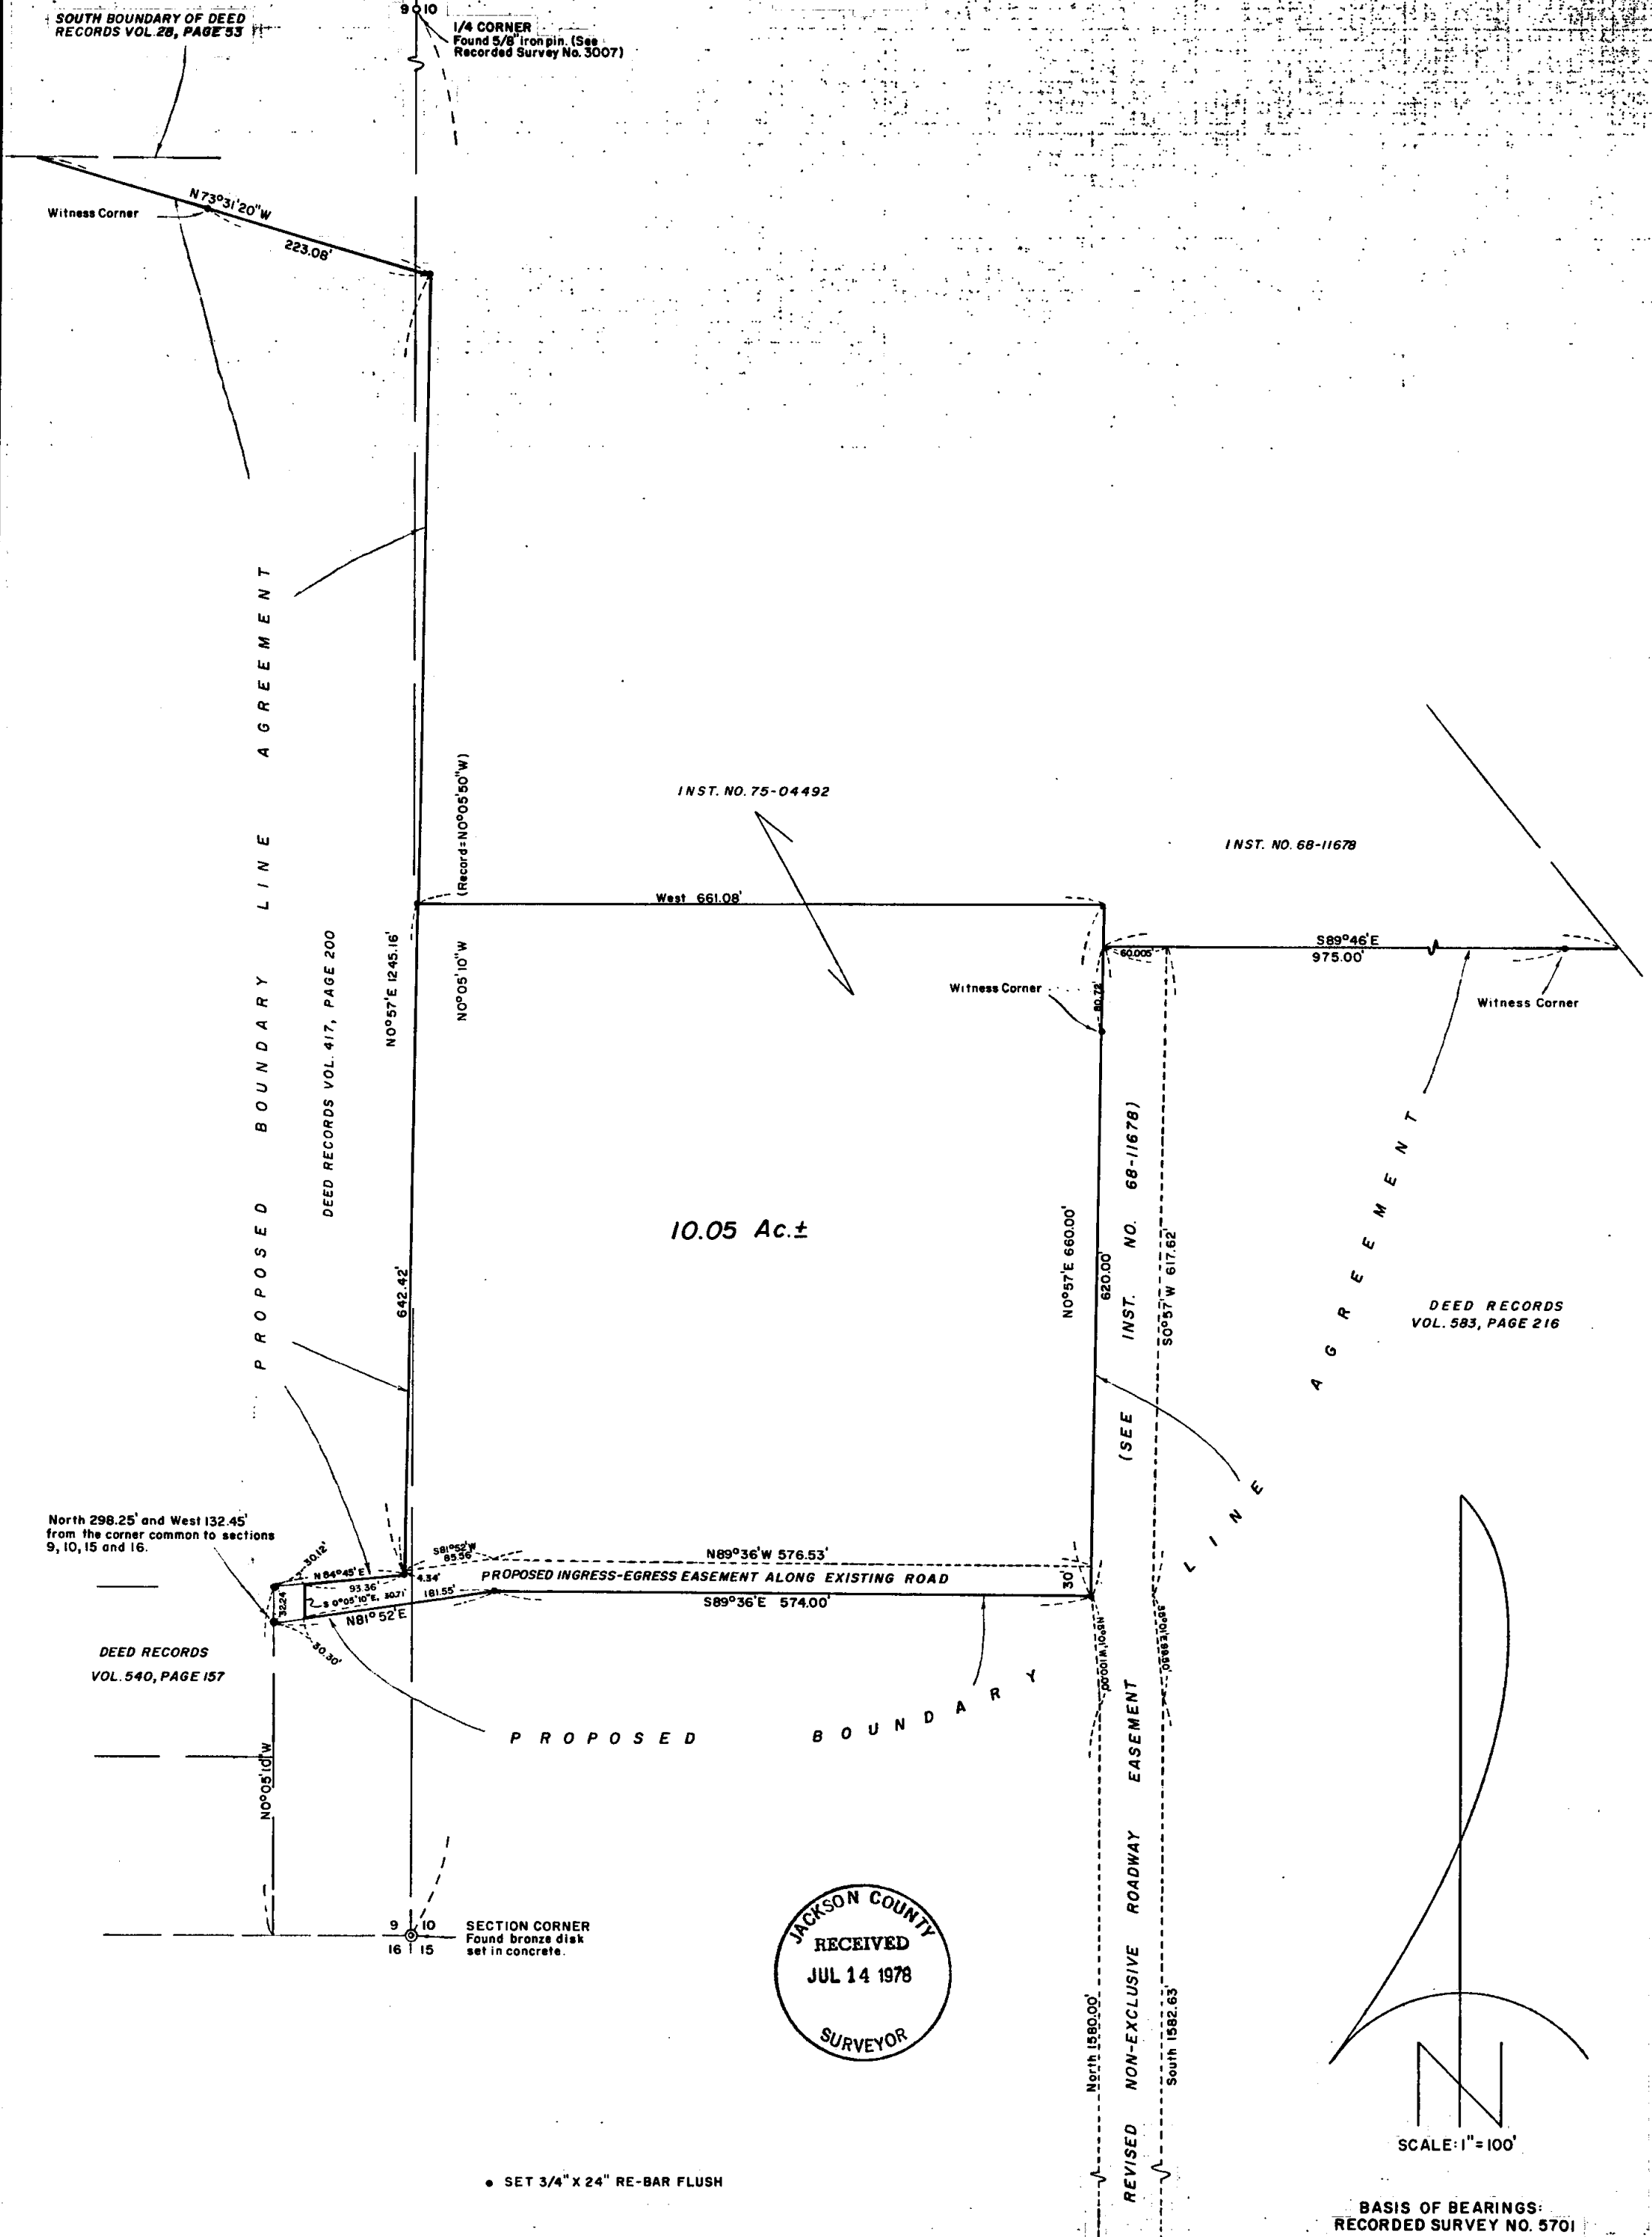 SOUTH BOUNDARY OF DEED
RECORDS VOL. 28, PAGE 53
9 10
1/4 CORNER
Found 5/8" iron pin. (See
Recorded Survey No. 3007)
N73°31'20"W
Witness Corner
223.08'
PROPOSED BOUNDARY LINE AGREEMENT
DEED RECORDS VOL. 417, PAGE 200
(Record=N0°05'50"W)
N0°57'E 1245.16'
N0°05'10"W
INST. NO. 75-04492
INST. NO. 68-11678
West 661.08'
S89°46'E
975.00'
60.005'
Witness Corner
80.72'
Witness Corner
10.05 Ac.±
642.42'
N0°57'E 660.00'
620.00'
S0°57'W 617.62'
REVISED NON-EXCLUSIVE ROADWAY EASEMENT (SEE INST. NO. 68-11678)
DEED RECORDS
VOL. 583, PAGE 216
North 298.25' and West 132.45'
from the corner common to sections
9, 10, 15 and 16.
30.12'
N84°45'E
93.36'
4.34'
S81°52'W
85.56'
N89°36'W 576.53'
30'
PROPOSED INGRESS-EGRESS EASEMENT ALONG EXISTING ROAD
S 0°05'10"E, 30.71'
181.55'
32.24'
N81°52'E
S89°36'E 574.00'
30.30'
N5°10'W 100.00'
DEED RECORDS
VOL. 540, PAGE 157
PROPOSED BOUNDARY LINE AGREEMENT
N0°05'10"W
9 10
16 15
SECTION CORNER
Found bronze disk
set in concrete.
JACKSON COUNTY
RECEIVED
JUL 14 1978
SURVEYOR
North 1580.00'
South 1582.63'
N
SCALE: 1"=100'
• SET 3/4" X 24" RE-BAR FLUSH
BASIS OF BEARINGS:
RECORDED SURVEY NO. 5701